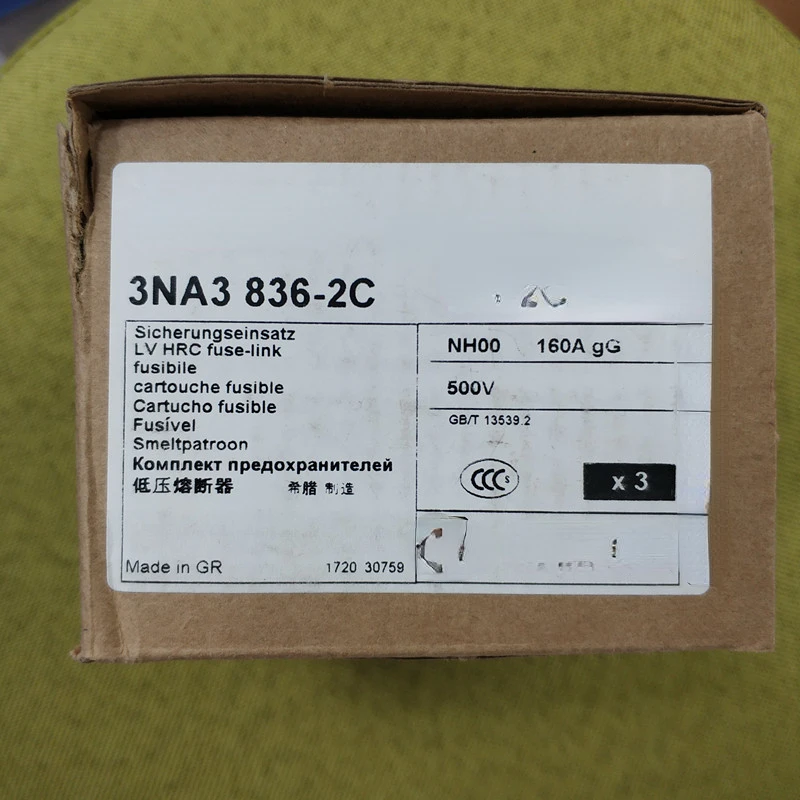 3NA3 836-2C
2C
Sicherungseinsatz
LV HRC fuse-link
fusibile
cartouche fusible
Cartucho fusible
Fusível
Smeltpatroon
Комплект предохранителей
低压熔断器 希腊 制造
Made in GR 1720 30759
NH00 160A gG
500V
GB/T 13539.2
CCC S
x 3